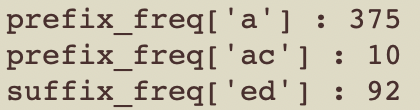 prefix_freq['a'] : 375
prefix_freq['ac'] : 10
suffix_freq['ed'] : 92